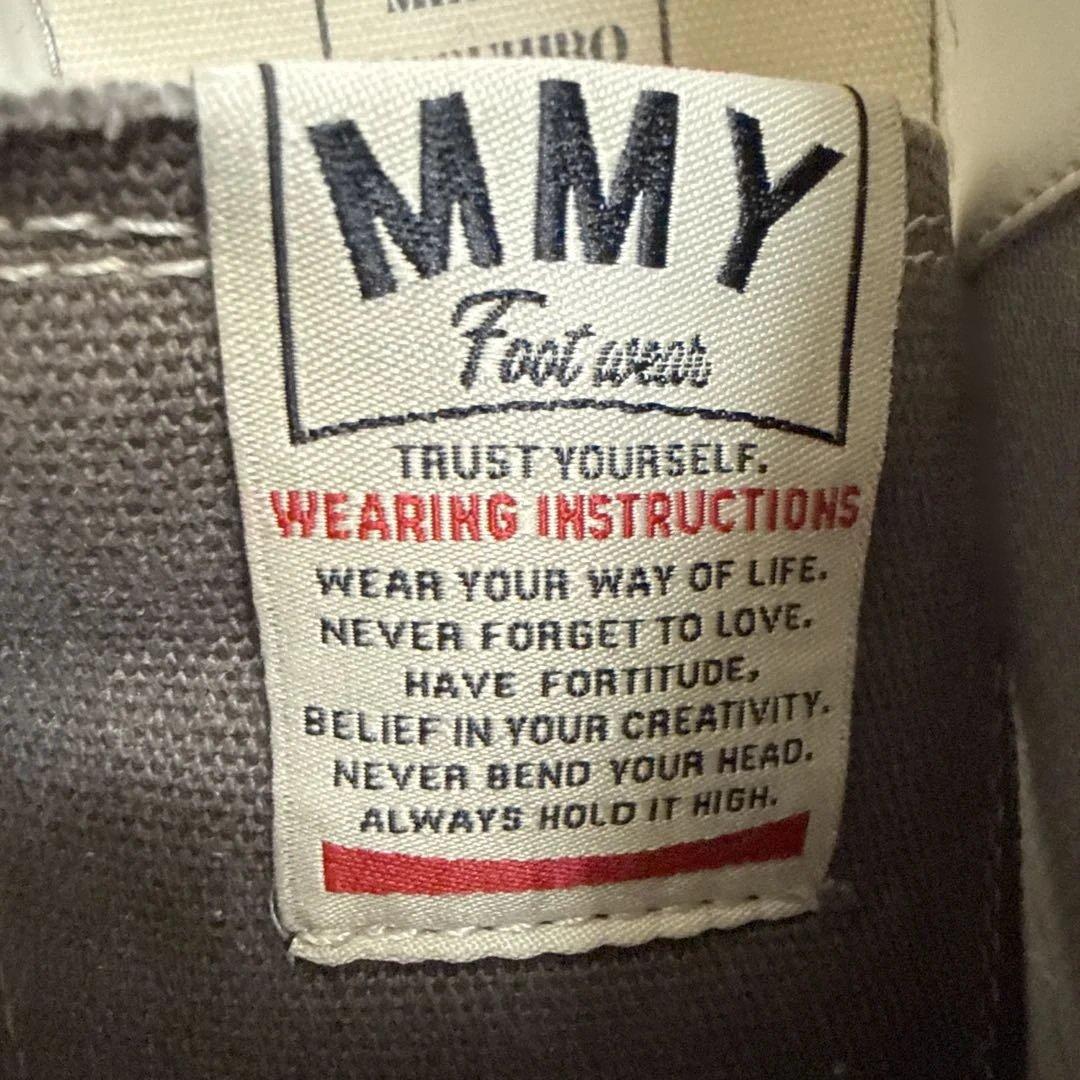 MMY
Foot wear
TRUST YOURSELF.
WEARING INSTRUCTIONS
WEAR YOUR WAY OF LIFE.
NEVER FORGET TO LOVE.
HAVE FORTITUDE,
BELIEF IN YOUR CREATIVITY.
NEVER BEND YOUR HEAD.
ALWAYS HOLD IT HIGH.